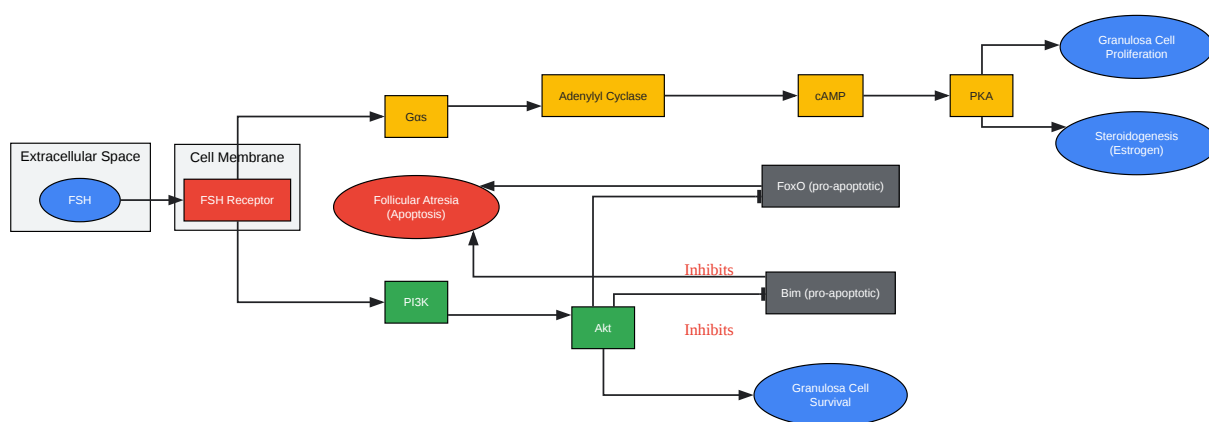 Granulosa Cell
Proliferation
Adenylyl Cyclase
cAMP
PKA
Gαs
Steroidogenesis
(Estrogen)
Extracellular Space
Cell Membrane
FSH
FSH Receptor
Follicular Atresia
(Apoptosis)
FoxO (pro-apoptotic)
Inhibits
Bim (pro-apoptotic)
PI3K
Akt
Inhibits
Granulosa Cell
Survival